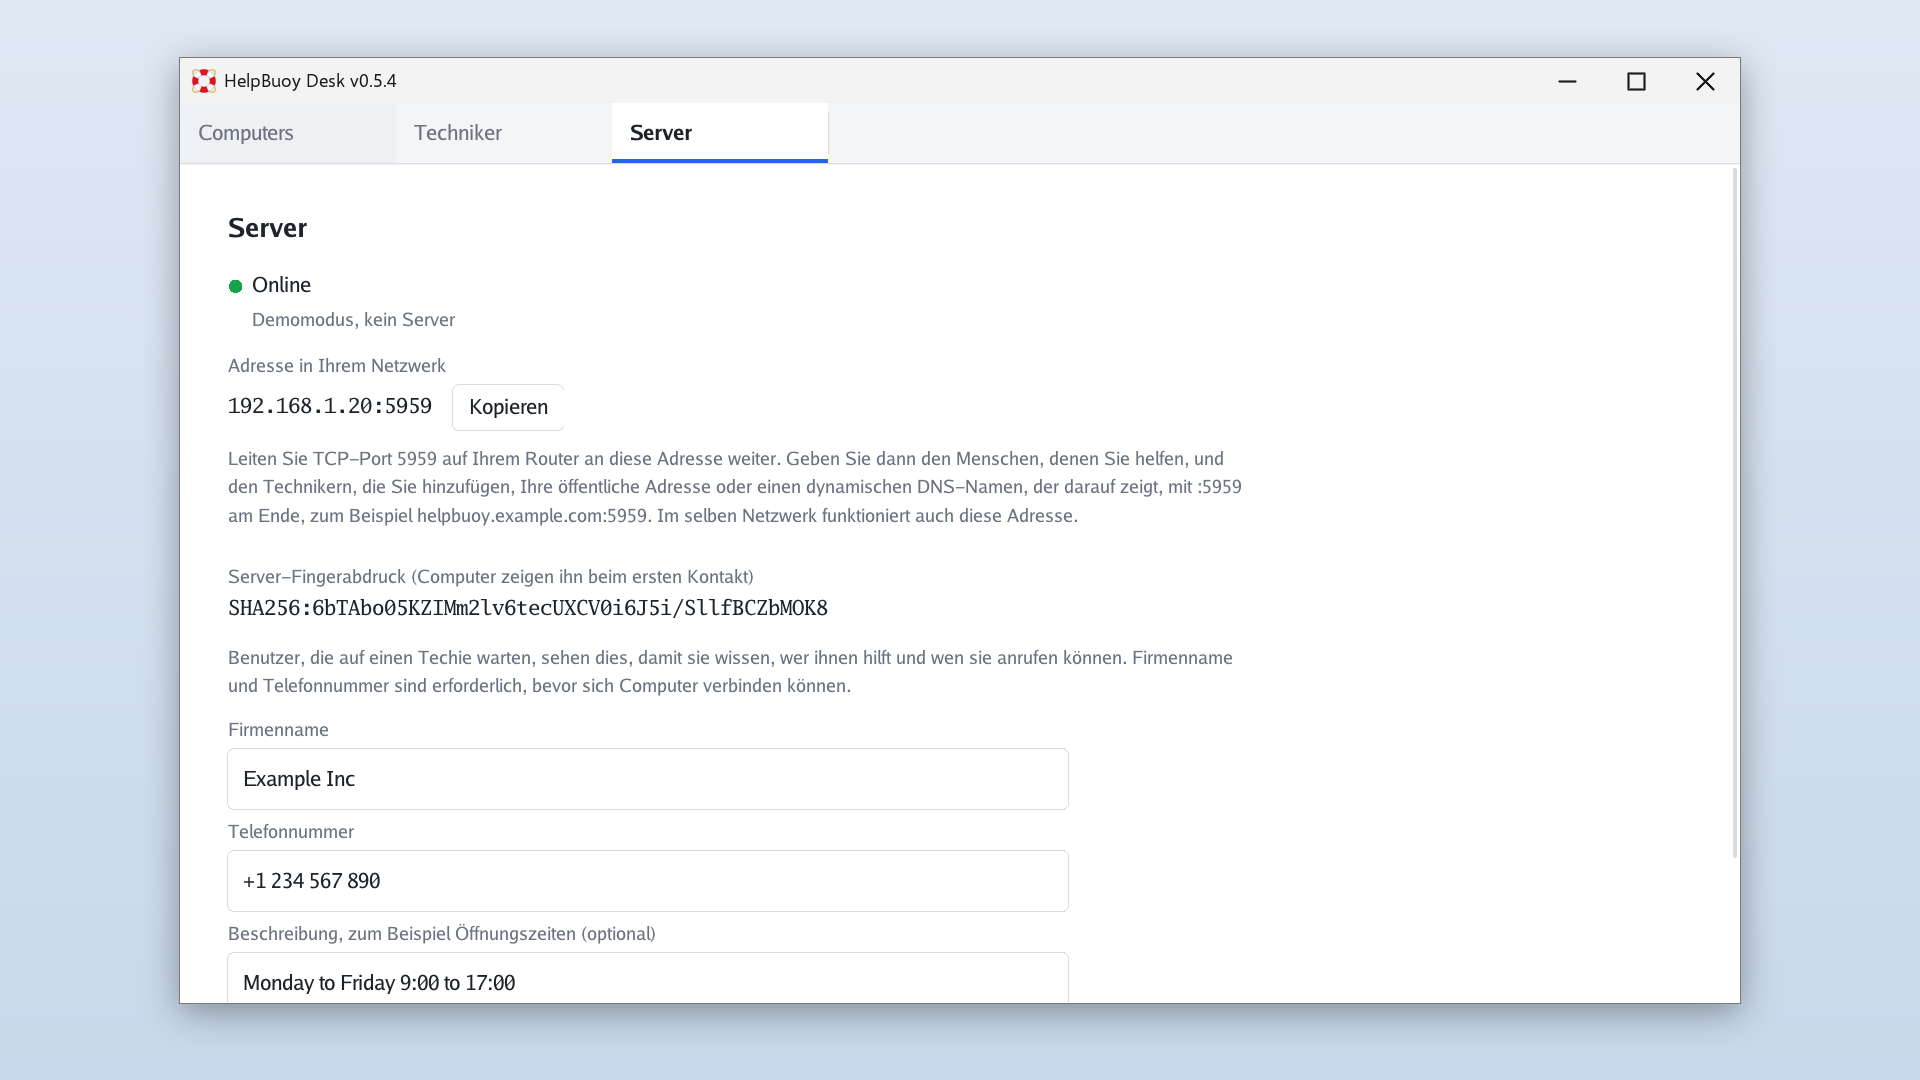 HelpBuoy Desk v0.5.4
Computers
Techniker
Server
Server
Online
Demomodus, kein Server
Adresse in Ihrem Netzwerk
192.168.1.20:5959
Kopieren
Leiten Sie TCP-Port 5959 auf Ihrem Router an diese Adresse weiter. Geben Sie dann den Menschen, denen Sie helfen, und
den Technikern, die Sie hinzufügen, Ihre öffentliche Adresse oder einen dynamischen DNS-Namen, der darauf zeigt, mit :5959
am Ende, zum Beispiel helpbuoy.example.com:5959. Im selben Netzwerk funktioniert auch diese Adresse.
Server-Fingerabdruck (Computer zeigen ihn beim ersten Kontakt)
SHA256:6bTAbo05KZIMm2lv6tecUXCV0i6J5i/SllfBCZbMOK8
Benutzer, die auf einen Techie warten, sehen dies, damit sie wissen, wer ihnen hilft und wen sie anrufen können. Firmenname
und Telefonnummer sind erforderlich, bevor sich Computer verbinden können.
Firmenname
Example Inc
Telefonnummer
+1 234 567 890
Beschreibung, zum Beispiel Öffnungszeiten (optional)
Monday to Friday 9:00 to 17:00